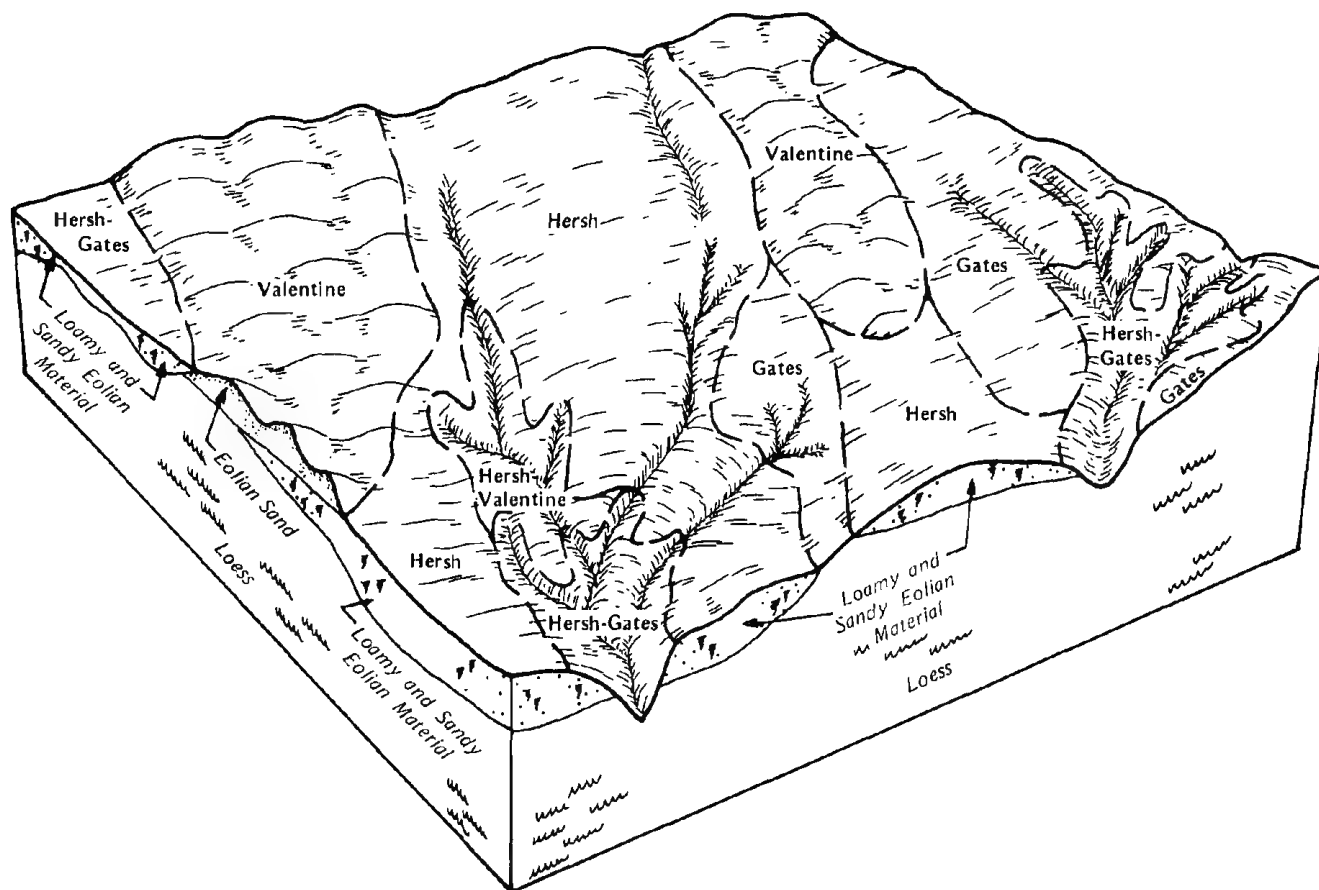 Valentine
Hersh-
Gates
Hersh
Valentine
Gates
Hersh-
Gates
Gates
Gates
Hersh
Hersh-
Valentine
Hersh
Hersh-Gates
Loamy and
Sandy Eolian
Material
Eolian Sand
Loess
Loamy and Sandy
Eolian Material
Loamy and
Sandy Eolian
Material
Loess